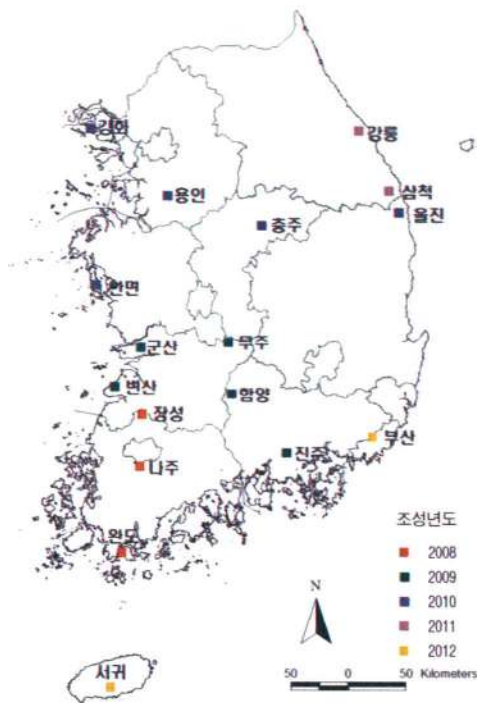 강화
강릉
용인
삼척
울진
충주
안면
군산
무주
변산
함양
장성
부산
진주
나주
완도
서귀
조성년도
2008
2009
2010
2011
2012
N
50 0 50 Kilometers